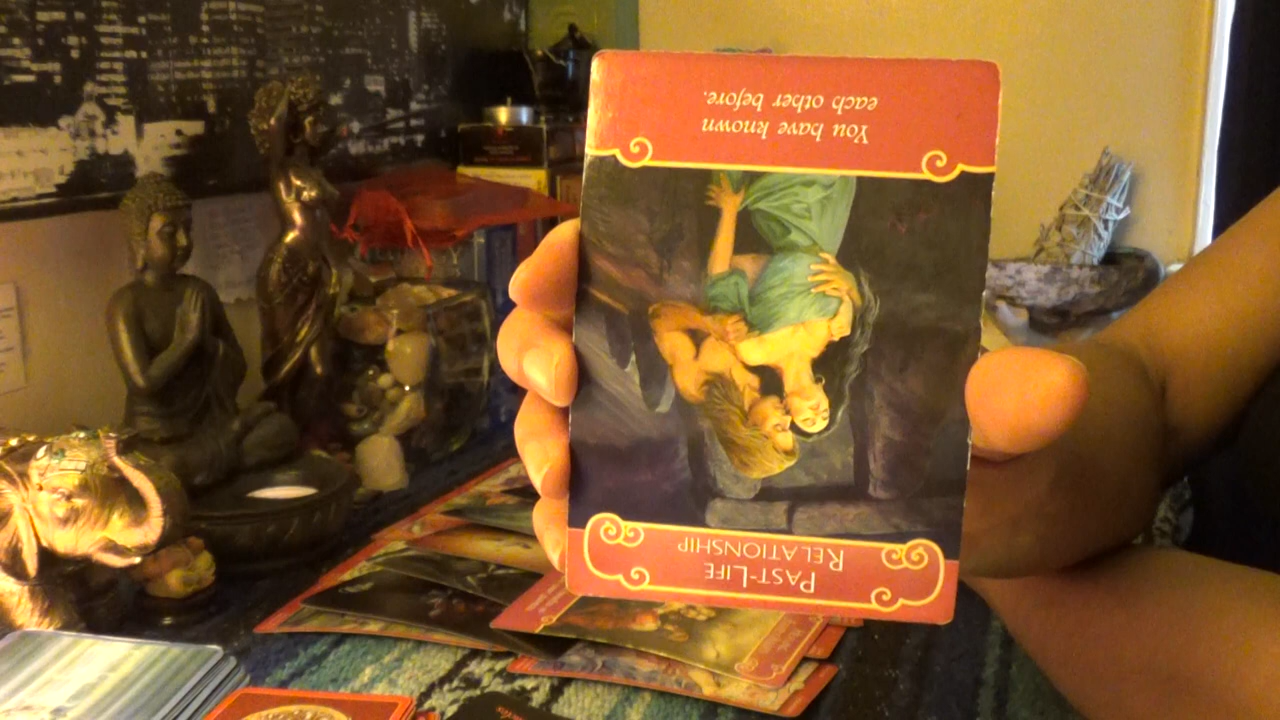 PAST-LIFE
RELATIONSHIP
You have known
each other before.